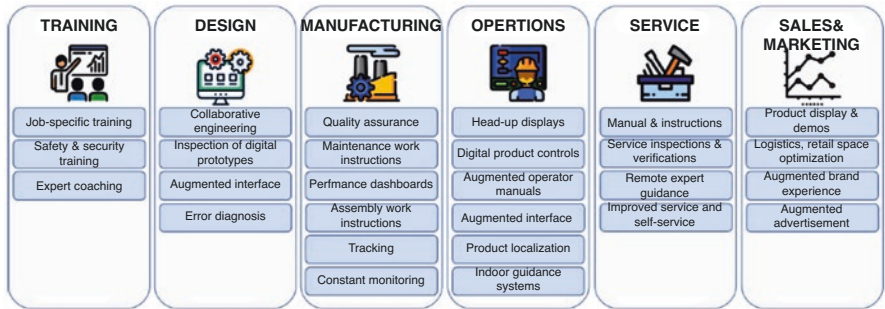 TRAINING
Job-specific training
Safety & security
training
Expert coaching
DESIGN
Collaborative
engineering
Inspection of digital
prototypes
Augmented interface
Error diagnosis
MANUFACTURING
Quality assurance
Maintenance work
instructions
Perfmance dashboards
Assembly work
instructions
Tracking
Constant monitoring
OPERTIONS
Head-up displays
Digital product controls
Augmented operator
manuals
Augmented interface
Product localization
Indoor guidance
systems
SERVICE
Manual & instructions
Service inspections &
verifications
Remote expert
guidance
Improved service and
self-service
SALES&
MARKETING
Product display &
demos
Logistics, retail space
optimization
Augmented brand
experience
Augmented
advertisement